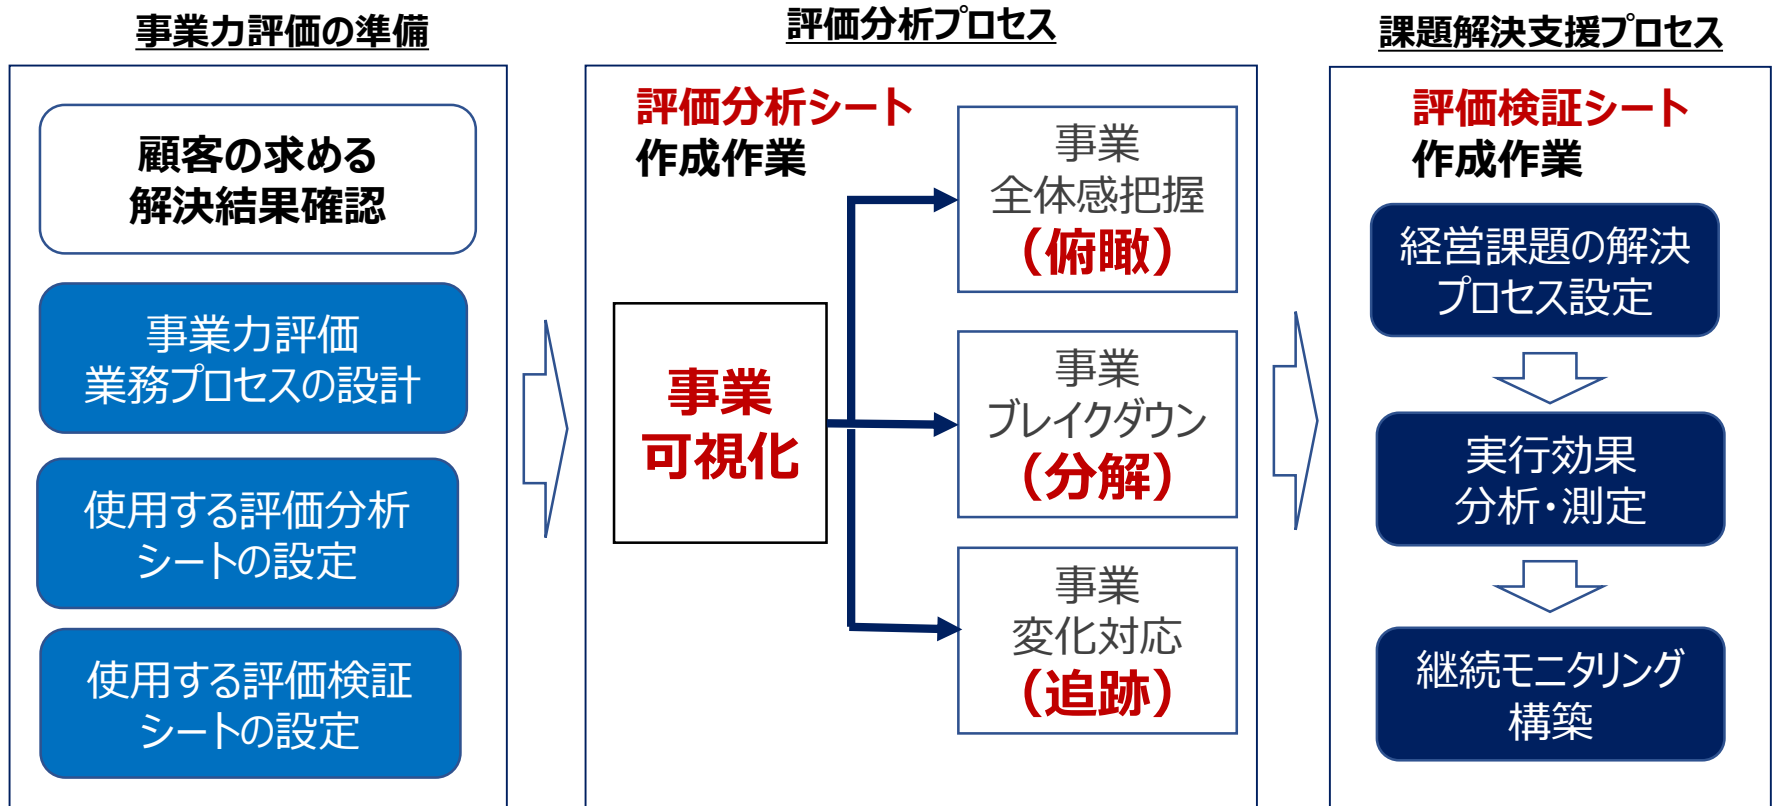 事業力評価の準備
顧客の求める
解決結果確認
事業力評価
業務プロセスの設計
使用する評価分析
シートの設定
使用する評価検証
シートの設定
評価分析プロセス
評価分析シート
作成作業
事業
可視化
事業
全体感把握
（俯瞰）
事業
ブレイクダウン
（分解）
事業
変化対応
（追跡）
課題解決支援プロセス
評価検証シート
作成作業
経営課題の解決
プロセス設定
実行効果
分析・測定
継続モニタリング
構築